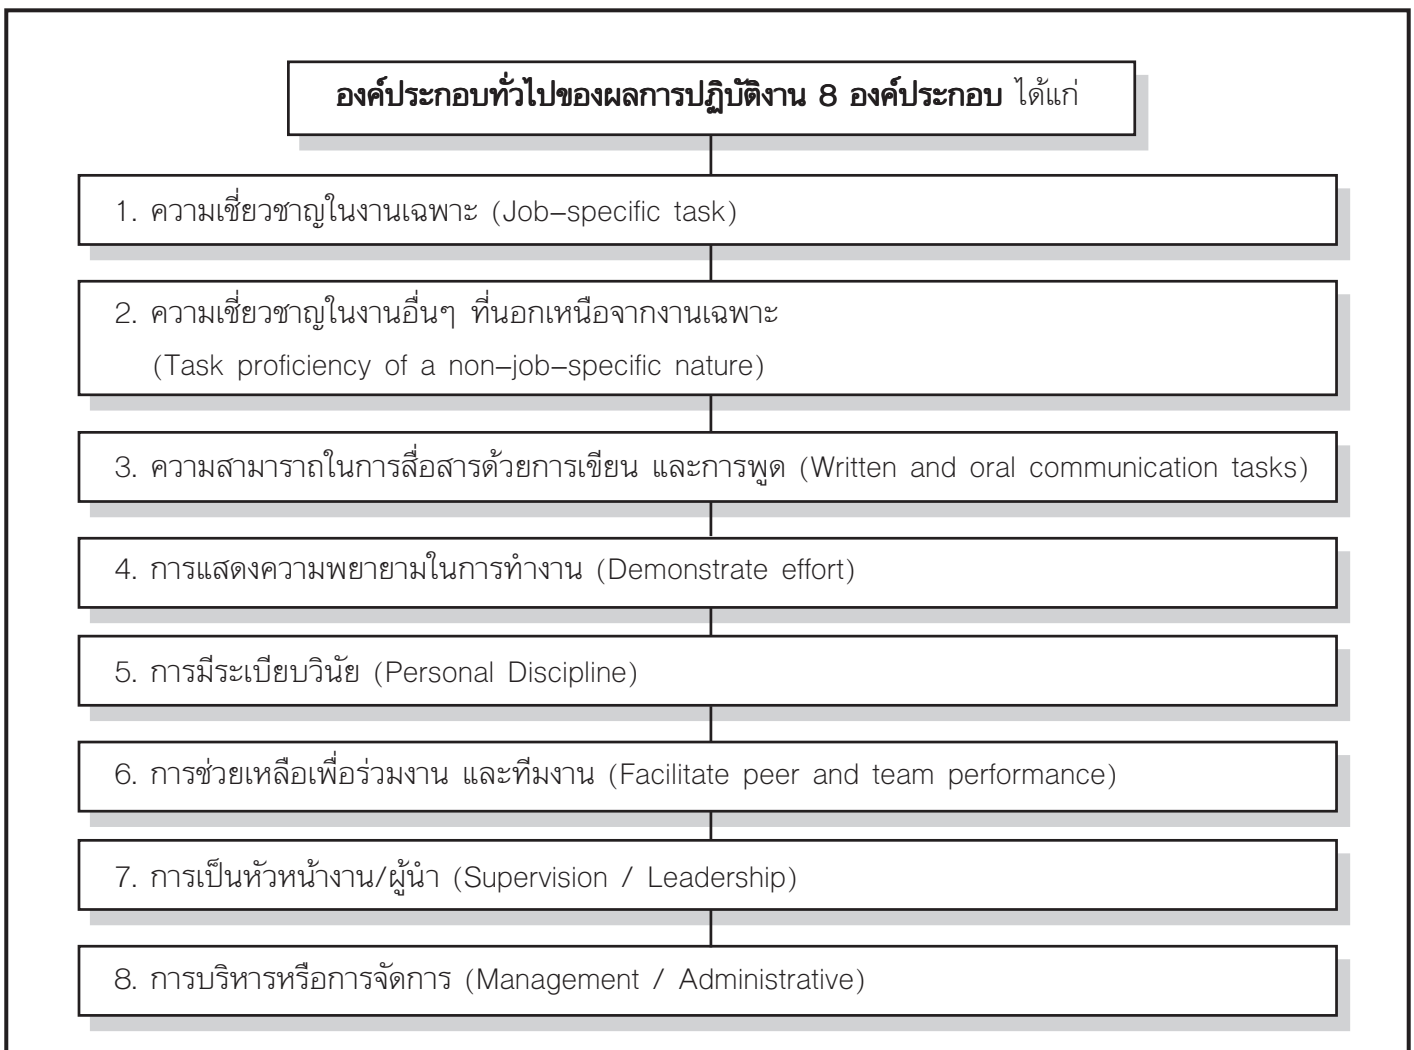 องค์ประกอบทั่วไปของผลการปฏิบัติงาน 8 องค์ประกอบ ได้แก่
1. ความเชี่ยวชาญในงานเฉพาะ (Job–specific task)
2. ความเชี่ยวชาญในงานอื่นๆ ที่นอกเหนือจากงานเฉพาะ
(Task proficiency of a non–job–specific nature)
3. ความสามาราถในการสื่อสารด้วยการเขียน และการพูด (Written and oral communication tasks)
4. การแสดงความพยายามในการทำงาน (Demonstrate effort)
5. การมีระเบียบวินัย (Personal Discipline)
6. การช่วยเหลือเพื่อร่วมงาน และทีมงาน (Facilitate peer and team performance)
7. การเป็นหัวหน้างาน/ผู้นำ (Supervision / Leadership)
8. การบริหารหรือการจัดการ (Management / Administrative)